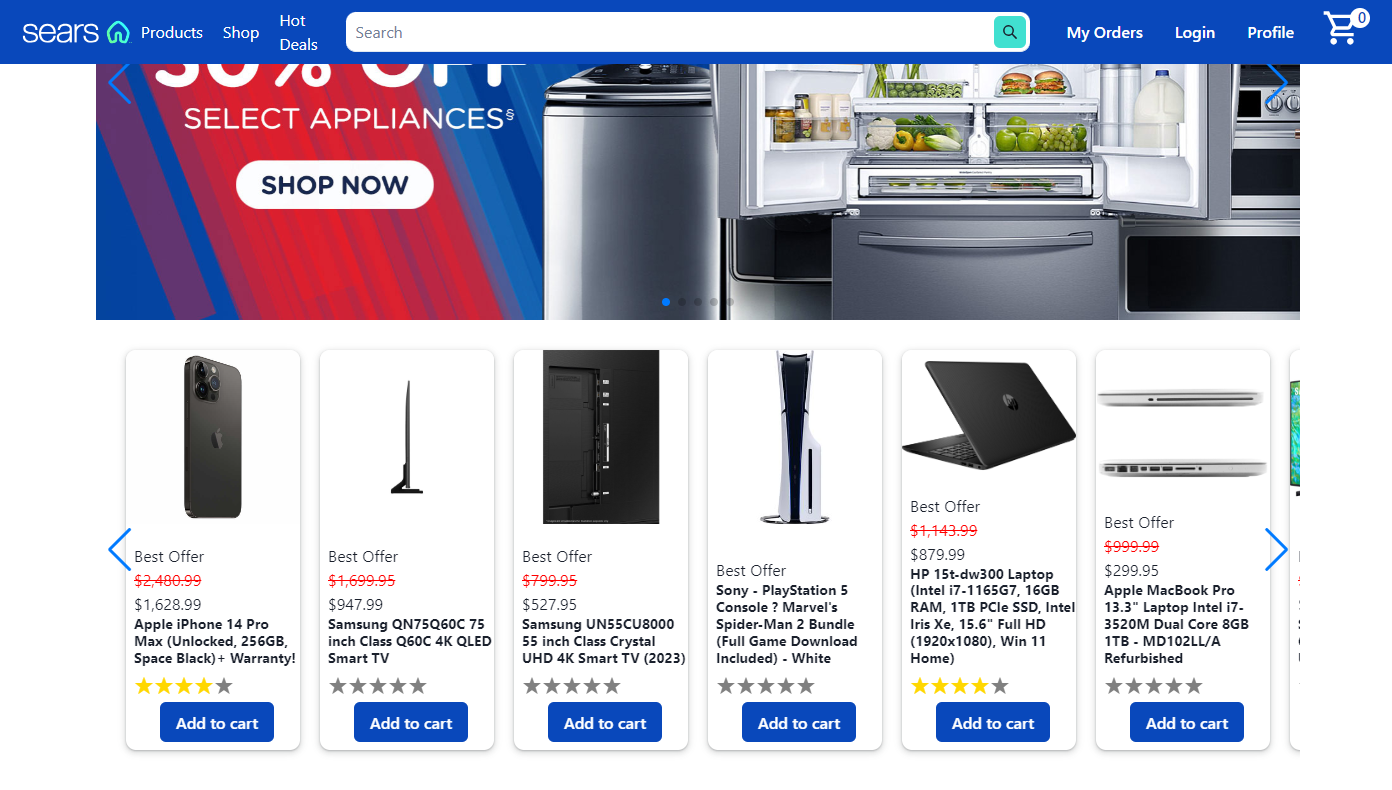 sears
Products
Shop
Hot
Deals
Search
My Orders
Login
Profile
0
30% OFF
SELECT APPLIANCES§
SHOP NOW
Best Offer
$2,480.99
$1,628.99
Apple iPhone 14 Pro
Max (Unlocked, 256GB,
Space Black)+ Warranty!
Add to cart
Best Offer
$1,699.95
$947.99
Samsung QN75Q60C 75
inch Class Q60C 4K QLED
Smart TV
Add to cart
Best Offer
$799.95
$527.95
Samsung UN55CU8000
55 inch Class Crystal
UHD 4K Smart TV (2023)
Add to cart
Best Offer
Sony - PlayStation 5
Console ? Marvel's
Spider-Man 2 Bundle
(Full Game Download
Included) - White
Add to cart
Best Offer
$1,143.99
$879.99
HP 15t-dw300 Laptop
(Intel i7-1165G7, 16GB
RAM, 1TB PCIe SSD, Intel
Iris Xe, 15.6" Full HD
(1920x1080), Win 11
Home)
Add to cart
Best Offer
$999.99
$299.95
Apple MacBook Pro
13.3" Laptop Intel i7-
3520M Dual Core 8GB
1TB - MD102LL/A
Refurbished
Add to cart